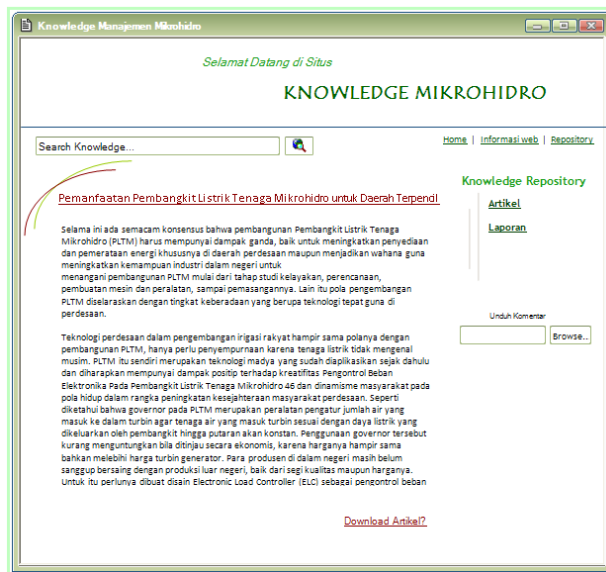 Knowledge Manajemen Mikrohidro
Selamat Datang di Situs
KNOWLEDGE MIKROHIDRO
Search Knowledge...
Home | Informasi web | Repository
Pemanfaatan Pembangkit Listrik Tenaga Mikrohidro untuk Daerah Terpencil
Selama ini ada semacam konsensus bahwa pembangunan Pembangkit Listrik Tenaga
Mikrohidro (PLTM) harus mempunyai dampak ganda, baik untuk meningkatkan penyediaan
dan pemerataan energi khususnya di daerah perdesaan maupun menjadikan wahana guna
meningkatkan kemampuan industri dalam negeri untuk
menangani pembangunan PLTM mulai dari tahap studi kelayakan, perencanaan,
pembuatan mesin dan peralatan, sampai pemasangannya. Lain itu pola pengembangan
PLTM diselaraskan dengan tingkat keberadaan yang berupa teknologi tepat guna di
perdesaan.
Teknologi perdesaan dalam pengembangan irigasi rakyat hampir sama polanya dengan
pembangunan PLTM, hanya perlu penyempurnaan karena tenaga listrik tidak mengenal
musim. PLTM itu sendiri merupakan teknologi madya yang sudah diaplikasikan sejak dahulu
dan diharapkan mempunyai dampak positip terhadap kreatifitas Pengontrol Beban
Elektronika Pada Pembangkit Listrik Tenaga Mikrohidro 46 dan dinamisme masyarakat pada
pola hidup dalam rangka peningkatan kesejahteraan masyarakat perdesaan. Seperti
diketahui bahwa governor pada PLTM merupakan peralatan pengatur jumlah air yang
masuk ke dalam turbin agar tenaga air yang masuk turbin sesuai dengan daya listrik yang
dikeluarkan oleh pembangkit hingga putaran akan konstan. Penggunaan governor tersebut
kurang menguntungkan bila ditinjau secara ekonomis, karena harganya hampir sama
bahkan melebihi harga turbin generator. Para produsen di dalam negeri masih belum
sanggup bersaing dengan produksi luar negeri, baik dari segi kualitas maupun harganya.
Untuk itu perlunya dibuat disain Electronic Load Controller (ELC) sebagai pengontrol beban
Download Artikel?
Knowledge Repository
Artikel
Laporan
Unduh Komentar
Browse..